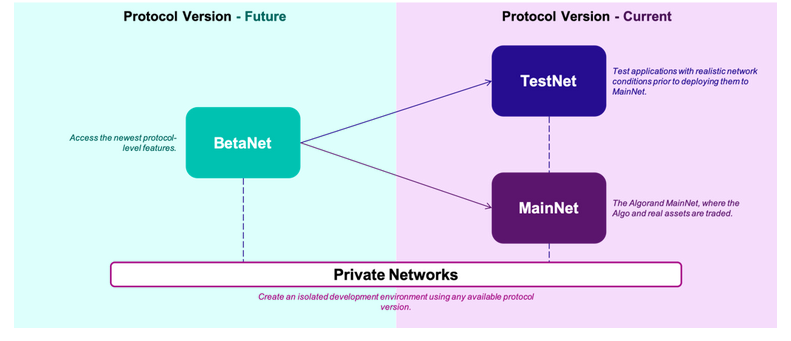 Protocol Version - Future
Protocol Version - Current
TestNet
Test applications with realistic network
conditions prior to deploying them to
MainNet.
Access the newest protocol-
level features.
BetaNet
MainNet
The Algorand MainNet, where the
Algo and real assets are traded.
Private Networks
Create an isolated development environment using any available protocol
version.